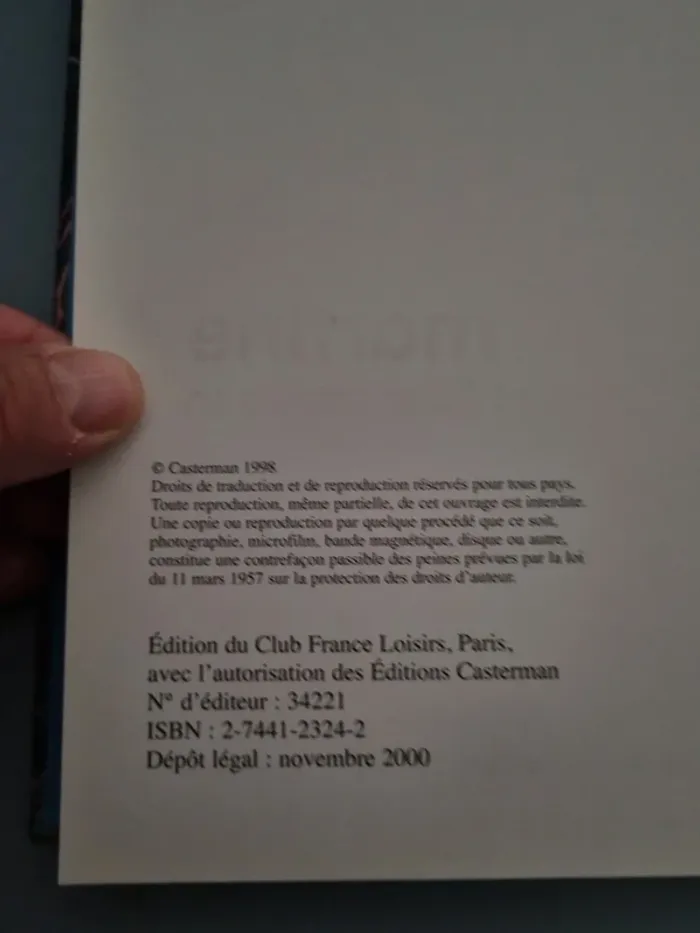 © Casterman 1998
Droits de traduction et de reproduction réservés pour tous pays.
Toute reproduction, même partielle, de cet ouvrage est interdite.
Une copie ou reproduction par quelque procédé que ce soit,
photographie, microfilm, bande magnétique, disque ou autre,
constitue une contrefaçon passible des peines prévues par la loi
du 11 mars 1957 sur la protection des droits d'auteur.
Édition du Club France Loisirs, Paris,
avec l'autorisation des Éditions Casterman
N° d'éditeur : 34221
ISBN : 2-7441-2324-2
Dépôt légal : novembre 2000